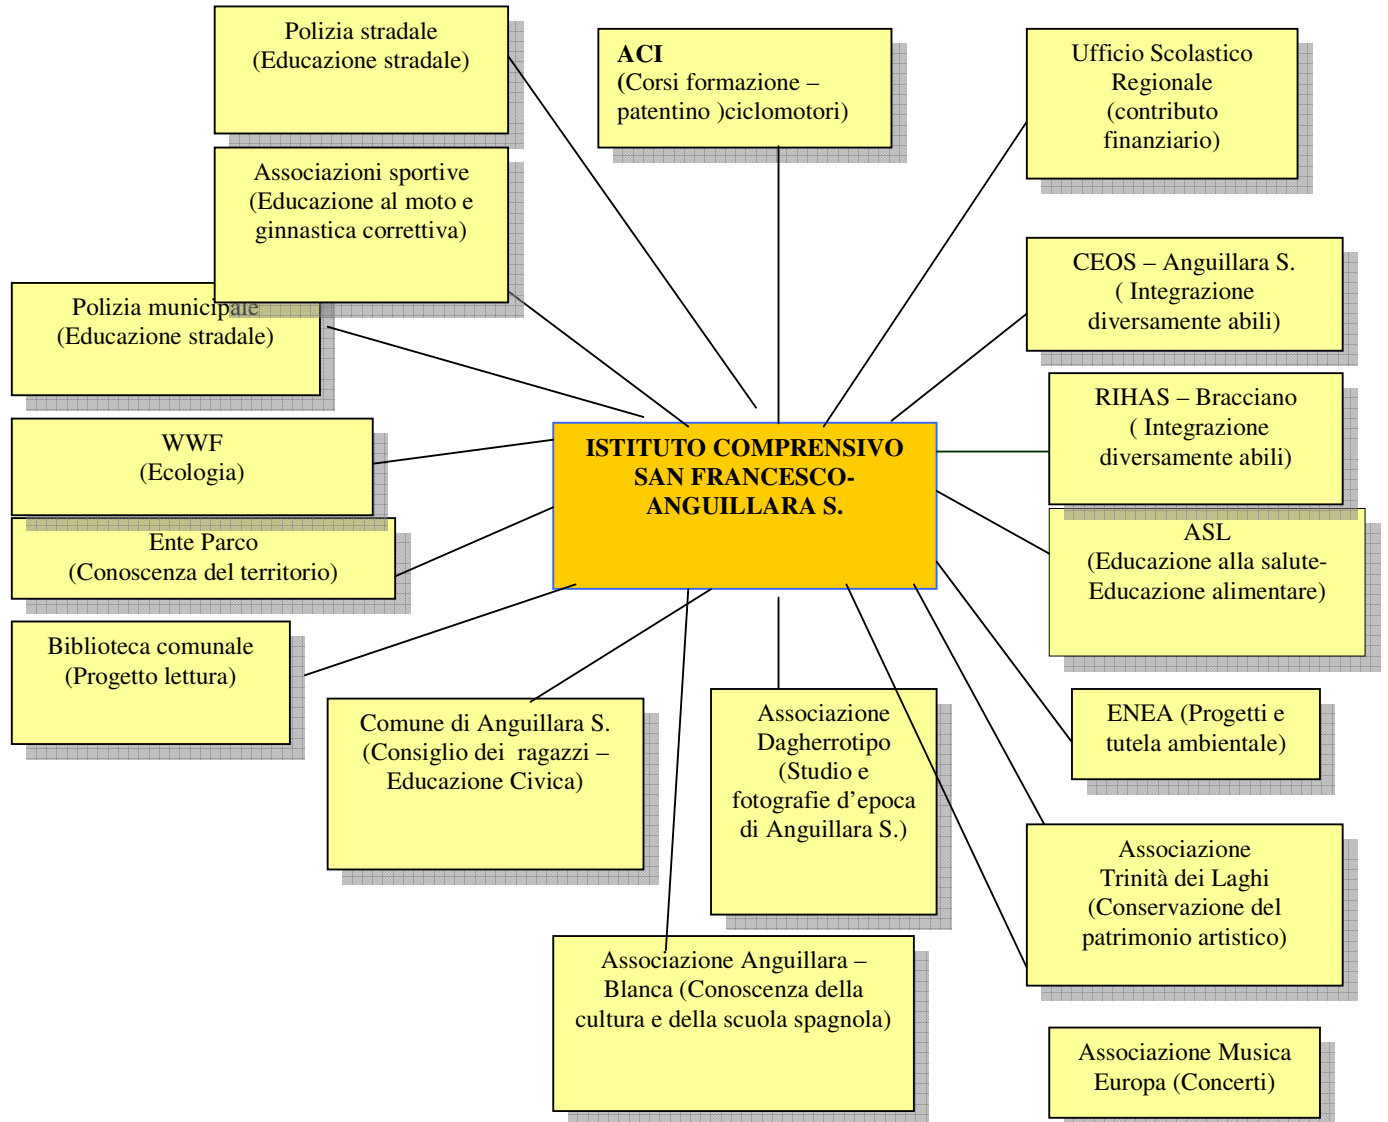 Polizia stradale
(Educazione stradale)
ACI
(Corsi formazione –
patentino )ciclomotori)
Ufficio Scolastico
Regionale
(contributo
finanziario)
Associazioni sportive
(Educazione al moto e
ginnastica correttiva)
CEOS – Anguillara S.
( Integrazione
diversamente abili)
Polizia municipale
(Educazione stradale)
RIHAS – Bracciano
( Integrazione
diversamente abili)
WWF
(Ecologia)
ISTITUTO COMPRENSIVO
SAN FRANCESCO-
ANGUILLARA S.
Ente Parco
(Conoscenza del territorio)
ASL
(Educazione alla salute-
Educazione alimentare)
Biblioteca comunale
(Progetto lettura)
Comune di Anguillara S.
(Consiglio dei  ragazzi –
Educazione Civica)
Associazione
Dagherrotipo
(Studio e
fotografie d’epoca
di Anguillara S.)
ENEA (Progetti e
tutela ambientale)
Associazione
Trinità dei Laghi
(Conservazione del
patrimonio artistico)
Associazione Anguillara –
Blanca (Conoscenza della
cultura e della scuola spagnola)
Associazione Musica
Europa (Concerti)